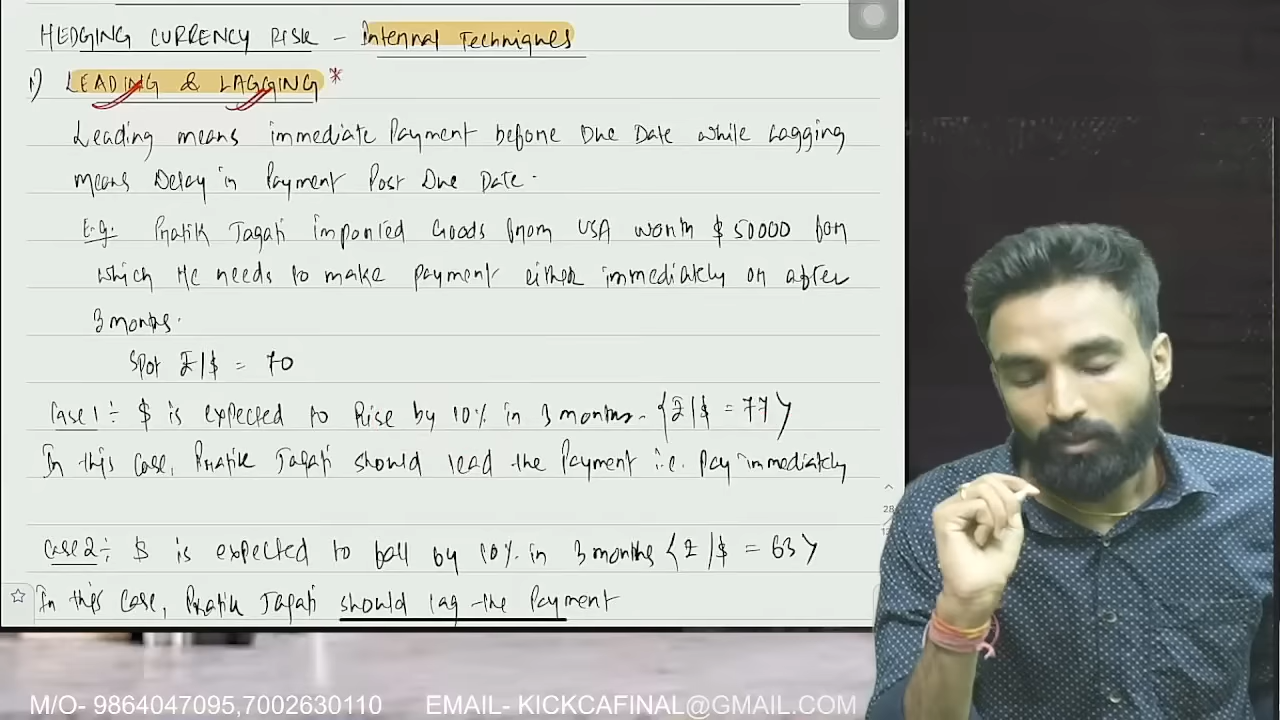 HEDGING CURRENCY RISK - Internal Techniques
1) LEADING & LAGGING *
Leading means immediate Payment before Due Date while Lagging
means Delay in Payment Post Due Date.
E.g. Pratik Jagati imported Goods from USA worth $ 50000 for
which He needs to make payment either immediately or after
3 months.
Spot ₹/$ = 70
Case 1 ÷ $ is expected to Rise by 10% in 3 months - {₹/$ = 77}
In this Case, Pratik Jagati should lead the Payment i.e. Pay immediately
28
Case 2 ÷ $ is expected to fall by 10% in 3 months {₹/$ = 63}
In this Case, Pratik Jagati should lag the Payment
M/O- 9864047095,7002630110 EMAIL- KICKCAFINAL@GMAIL.COM